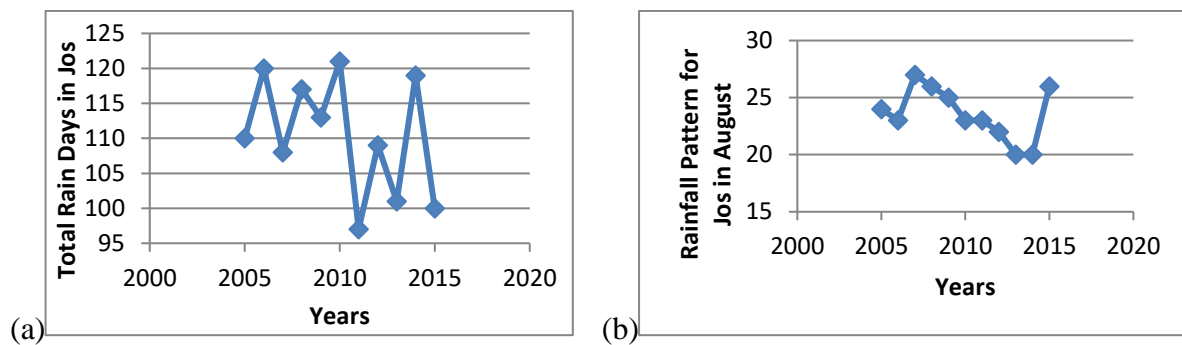 Total Rain Days in Jos
125
120
115
110
105
100
95
2000 2005 2010 2015 2020
Years
(a)
Rainfall Pattern for
Jos in August
30
25
20
15
2000 2005 2010 2015 2020
Years
(b)